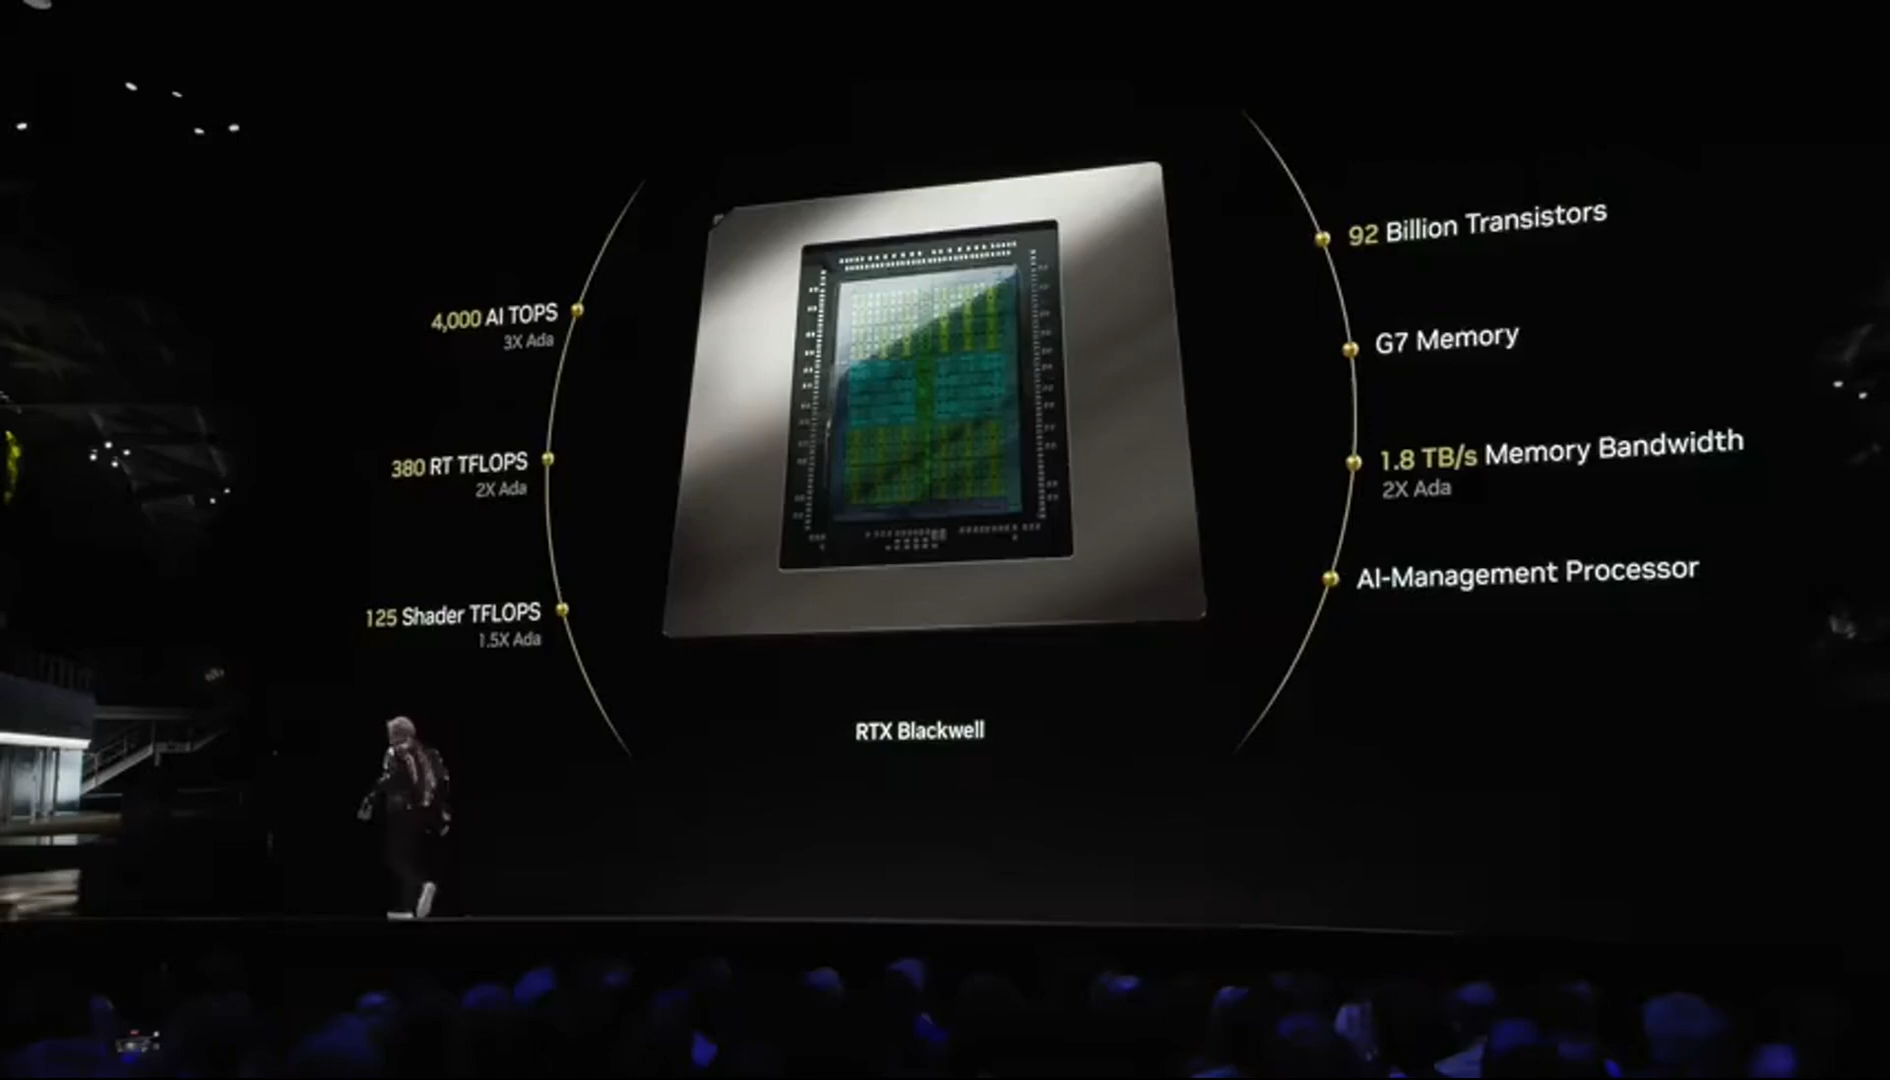 4,000 AI TOPS
3X Ada
380 RT TFLOPS
2X Ada
125 Shader TFLOPS
1.5X Ada
92 Billion Transistors
G7 Memory
1.8 TB/s Memory Bandwidth
2X Ada
AI-Management Processor
RTX Blackwell